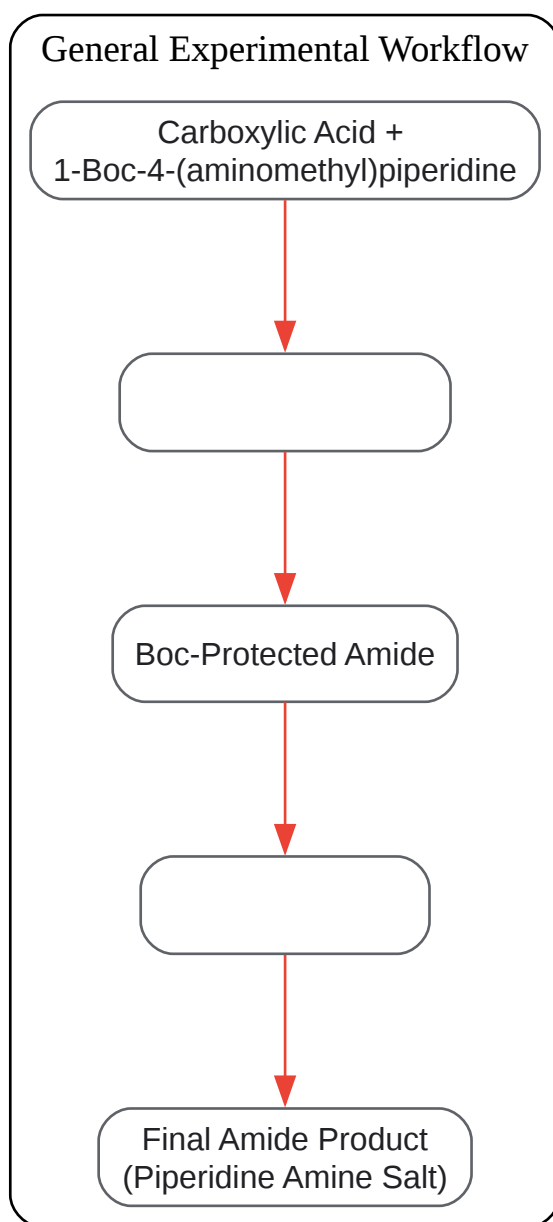 General Experimental Workflow
Carboxylic Acid +
1-Boc-4-(aminomethyl)piperidine
Boc-Protected Amide
Final Amide Product
(Piperidine Amine Salt)